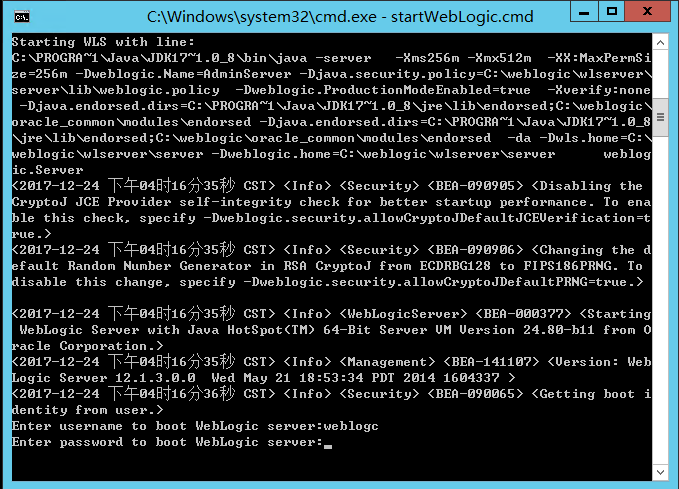 C:\Windows\system32\cmd.exe - startWebLogic.cmd
Starting WLS with line:
C:\PROGRA~1\Java\JDK17~1.0_8\bin\java -server   -Xms256m -Xmx512m  -XX:MaxPermSi
ze=256m -Dweblogic.Name=AdminServer -Djava.security.policy=C:\weblogic\wlserver\
server\lib\weblogic.policy  -Dweblogic.ProductionModeEnabled=true  -Xverify:none
 -Djava.endorsed.dirs=C:\PROGRA~1\Java\JDK17~1.0_8\jre\lib\endorsed;C:\weblogic\
oracle_common\modules\endorsed -Djava.endorsed.dirs=C:\PROGRA~1\Java\JDK17~1.0_8
\jre\lib\endorsed;C:\weblogic\oracle_common\modules\endorsed  -da -Dwls.home=C:\
weblogic\wlserver\server -Dweblogic.home=C:\weblogic\wlserver\server      weblog
ic.Server
<2017-12-24 下午04时16分35秒 CST> <Info> <Security> <BEA-090905> <Disabling the
CryptoJ JCE Provider self-integrity check for better startup performance. To ena
ble this check, specify -Dweblogic.security.allowCryptoJDefaultJCEVerification=t
rue.>
<2017-12-24 下午04时16分35秒 CST> <Info> <Security> <BEA-090906> <Changing the d
efault Random Number Generator in RSA CryptoJ from ECDRBG128 to FIPS186PRNG. To
disable this change, specify -Dweblogic.security.allowCryptoJDefaultPRNG=true.>
<2017-12-24 下午04时16分35秒 CST> <Info> <WebLogicServer> <BEA-000377> <Starting
 WebLogic Server with Java HotSpot(TM) 64-Bit Server VM Version 24.80-b11 from O
racle Corporation.>
<2017-12-24 下午04时16分35秒 CST> <Info> <Management> <BEA-141107> <Version: Web
Logic Server 12.1.3.0.0  Wed May 21 18:53:34 PDT 2014 1604337 >
<2017-12-24 下午04时16分36秒 CST> <Info> <Security> <BEA-090065> <Getting boot i
dentity from user.>
Enter username to boot WebLogic server:weblogc
Enter password to boot WebLogic server:_